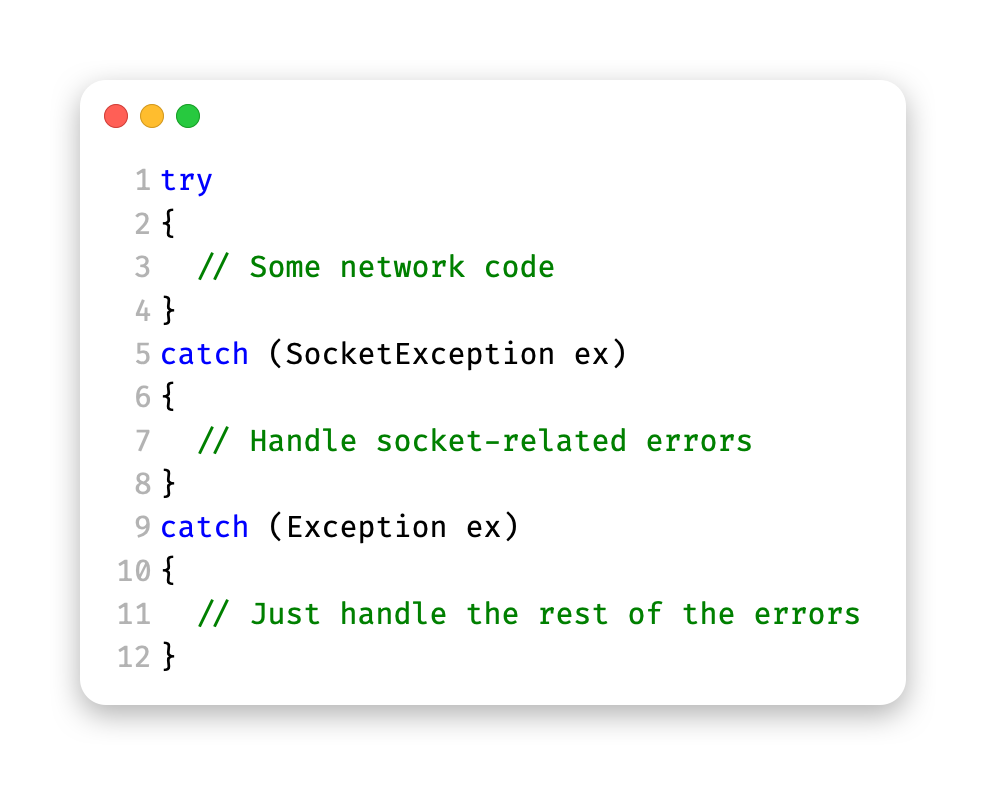 1 try
2 {
3   // Some network code
4 }
5 catch (SocketException ex)
6 {
7   // Handle socket-related errors
8 }
9 catch (Exception ex)
10 {
11   // Just handle the rest of the errors
12 }